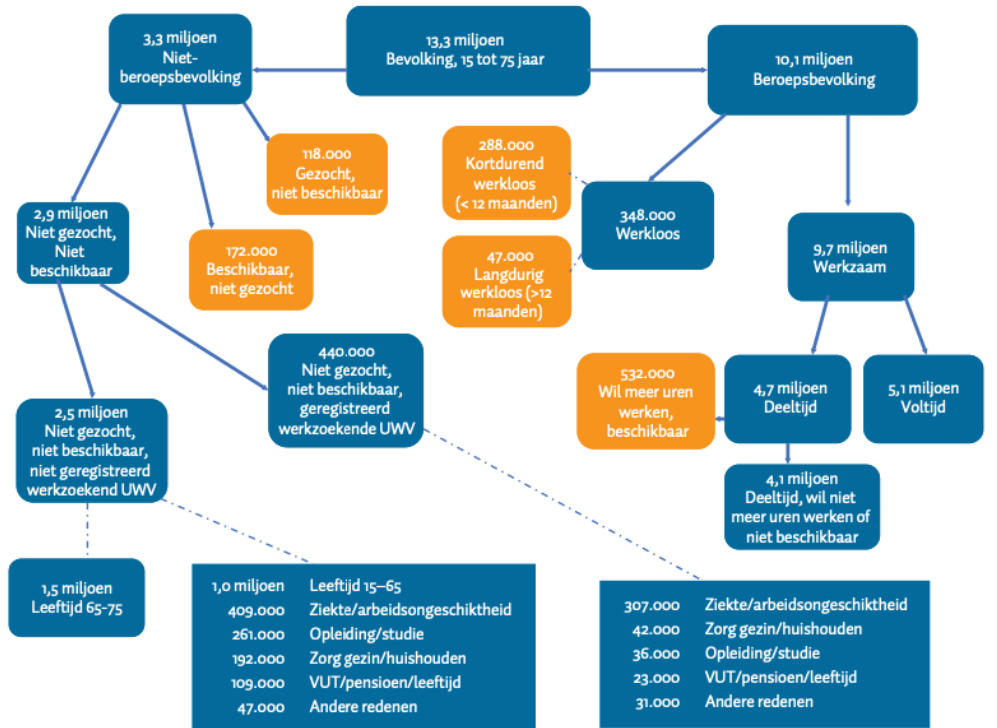 3,3 miljoen
Niet-
beroepsbevolking
13,3 miljoen
Bevolking, 15 tot 75 jaar
10,1 miljoen
Beroepsbevolking
118.000
Gezocht,
niet beschikbaar
288.000
Kortdurend
werkloos
(< 12 maanden)
348.000
Werkloos
2,9 miljoen
Niet gezocht,
Niet
beschikbaar
172.000
Beschikbaar,
niet gezocht
47.000
Langdurig
werkloos (>12
maanden)
9,7 miljoen
Werkzaam
440.000
Niet gezocht,
niet beschikbaar,
geregistreerd
werkzoekende UWV
532.000
Wil meer uren
werken,
beschikbaar
4,7 miljoen
Deeltijd
5,1 miljoen
Voltijd
2,5 miljoen
Niet gezocht,
niet beschikbaar,
niet geregistreerd
werkzoekend UWV
4,1 miljoen
Deeltijd, wil niet
meer uren werken of
niet beschikbaar
1,5 miljoen
Leeftijd 65-75
1,0 miljoen Leeftijd 15–65
409.000 Ziekte/arbeidsongeschiktheid
261.000 Opleiding/studie
192.000 Zorg gezin/huishouden
109.000 VUT/pensioen/leeftijd
47.000 Andere redenen
307.000 Ziekte/arbeidsongeschiktheid
42.000 Zorg gezin/huishouden
36.000 Opleiding/studie
23.000 VUT/pensioen/leeftijd
31.000 Andere redenen